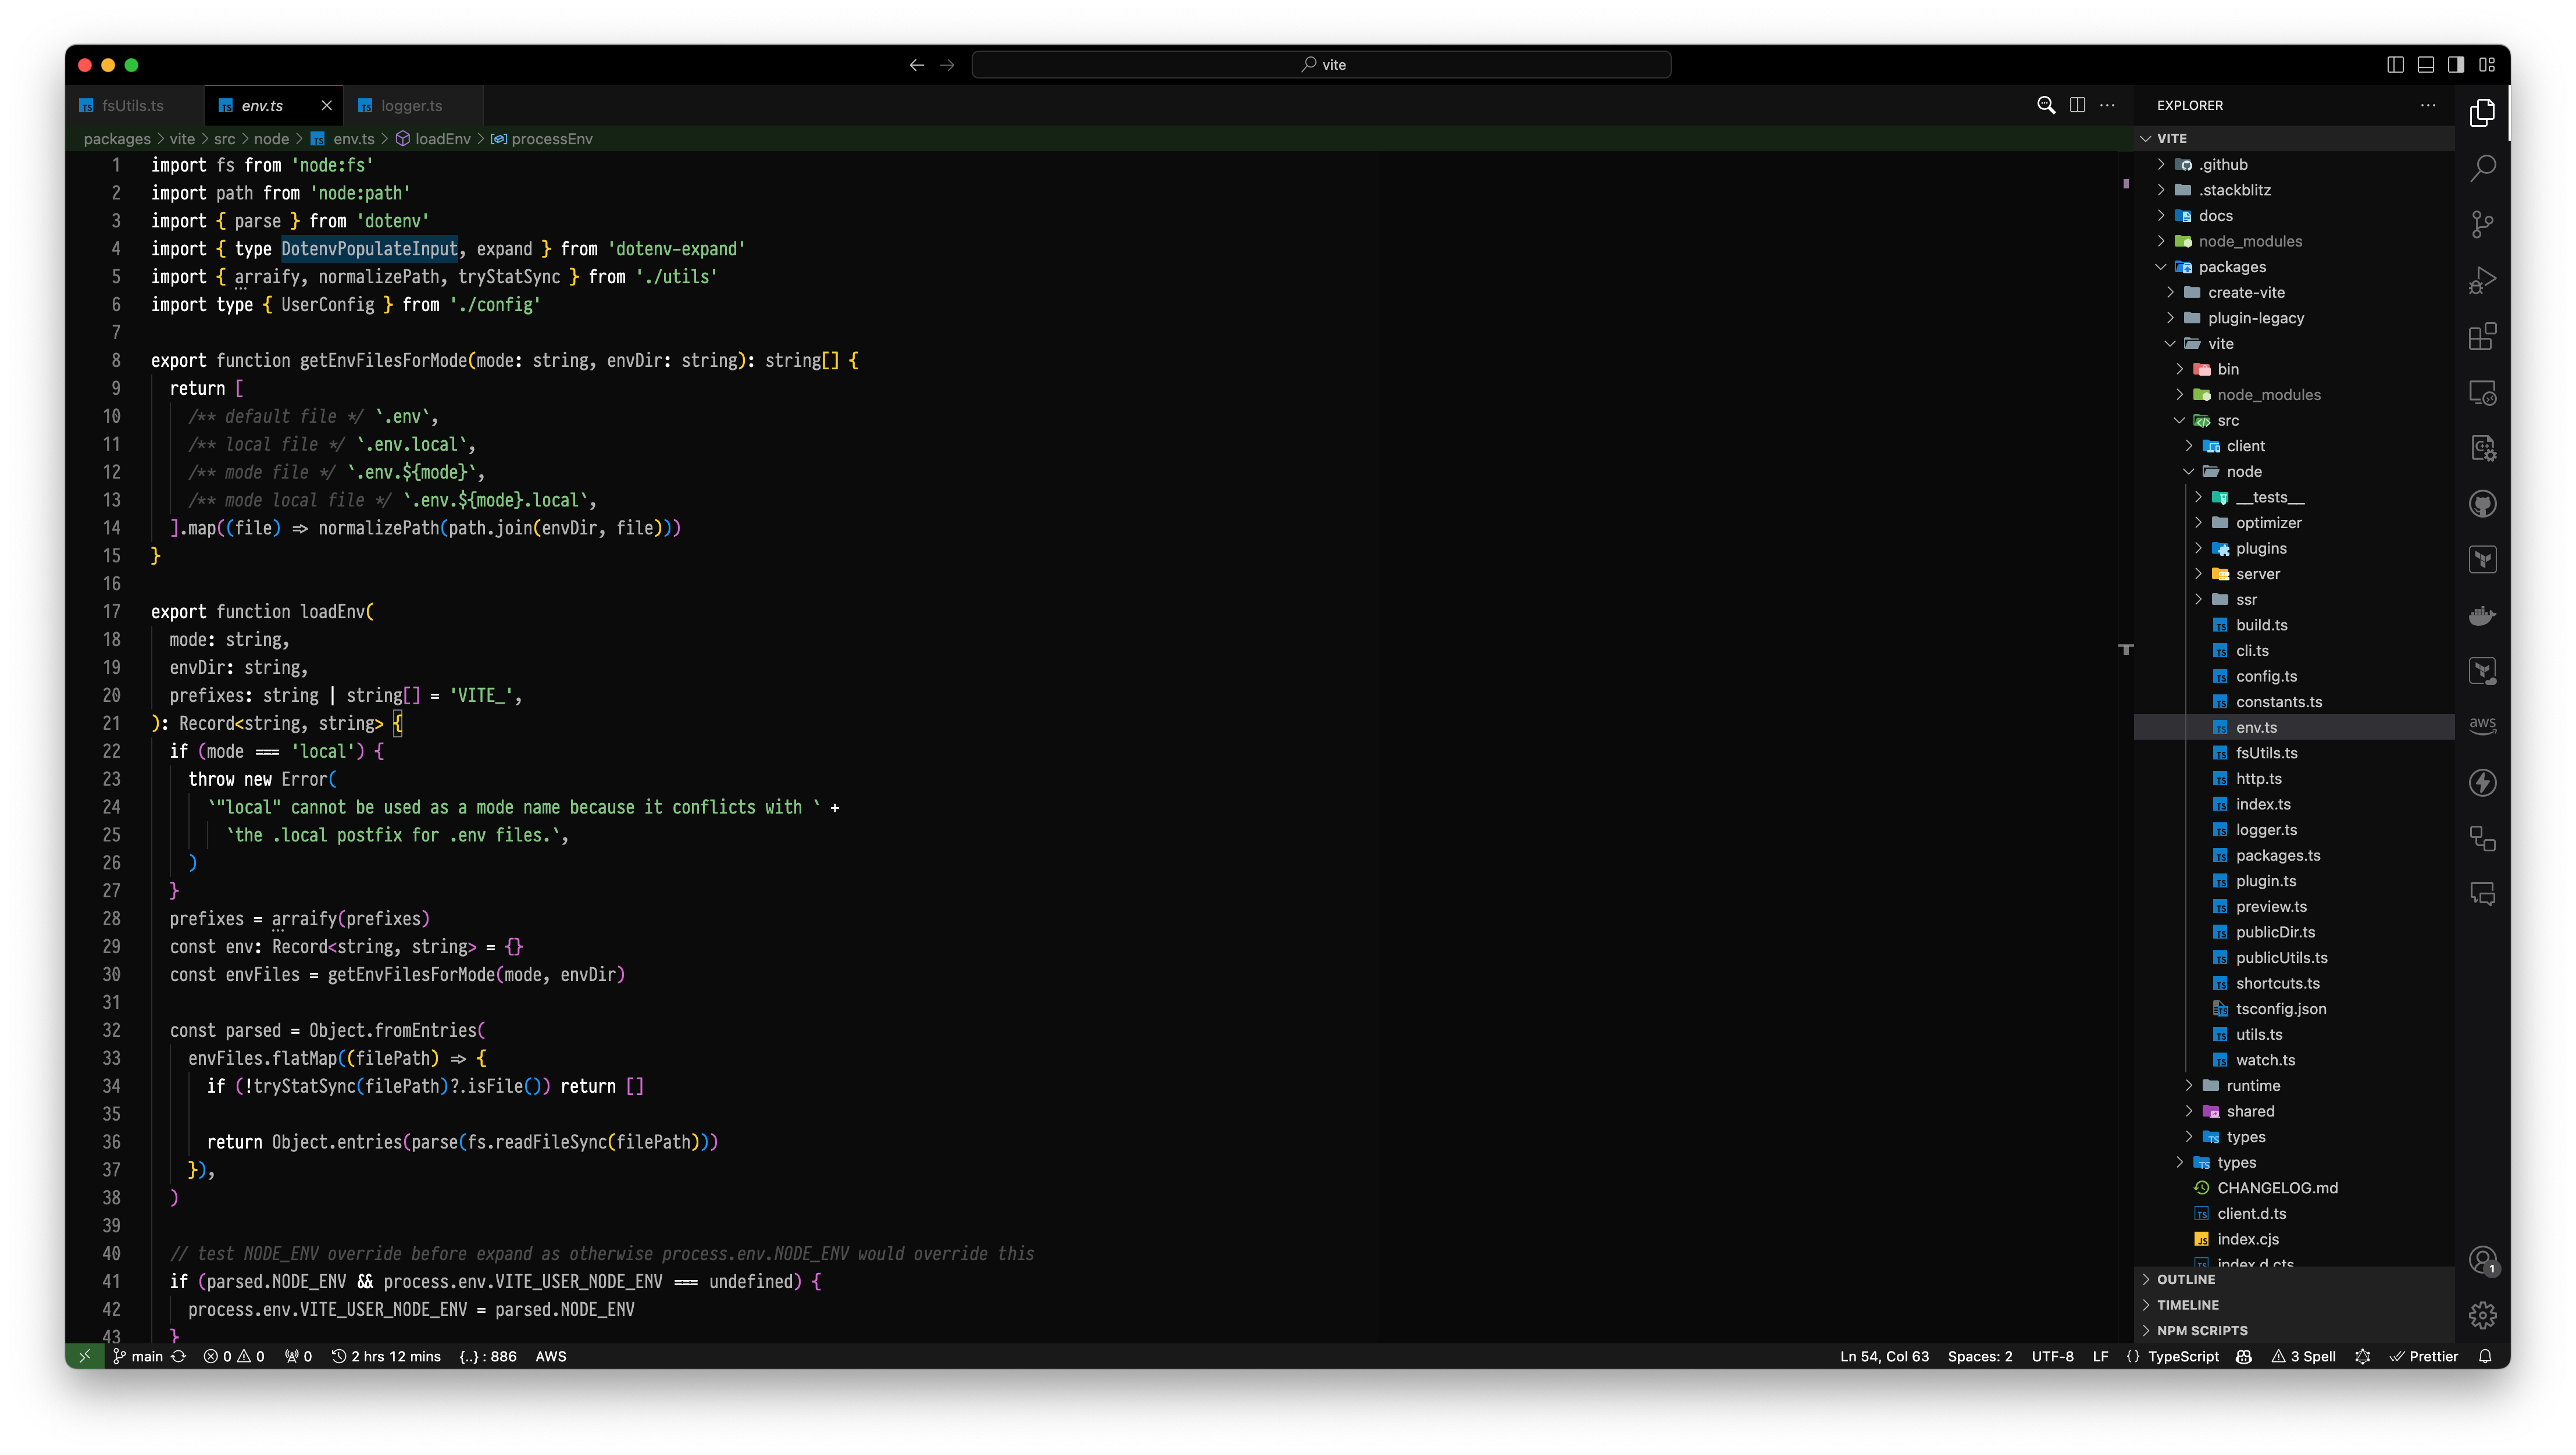 vite
fsUtils.ts
env.ts
logger.ts
packages > vite > src > node > env.ts > loadEnv > processEnv
1 import fs from 'node:fs'
2 import path from 'node:path'
3 import { parse } from 'dotenv'
4 import { type DotenvPopulateInput, expand } from 'dotenv-expand'
5 import { arraify, normalizePath, tryStatSync } from './utils'
6 import type { UserConfig } from './config'
7
8 export function getEnvFilesForMode(mode: string, envDir: string): string[] {
9 return [
10 /** default file */ `.env`,
11 /** local file */ `.env.local`,
12 /** mode file */ `.env.${mode}`,
13 /** mode local file */ `.env.${mode}.local`,
14 ].map((file) => normalizePath(path.join(envDir, file)))
15 }
16
17 export function loadEnv(
18 mode: string,
19 envDir: string,
20 prefixes: string | string[] = 'VITE_',
21 ): Record<string, string> {
22 if (mode === 'local') {
23 throw new Error(
24 `"local" cannot be used as a mode name because it conflicts with ` +
25 `the .local postfix for .env files.`,
26 )
27 }
28 prefixes = arraify(prefixes)
29 const env: Record<string, string> = {}
30 const envFiles = getEnvFilesForMode(mode, envDir)
31
32 const parsed = Object.fromEntries(
33 envFiles.flatMap((filePath) => {
34 if (!tryStatSync(filePath)?.isFile()) return []
35
36 return Object.entries(parse(fs.readFileSync(filePath)))
37 }),
38 )
39
40 // test NODE_ENV override before expand as otherwise process.env.NODE_ENV would override this
41 if (parsed.NODE_ENV && process.env.VITE_USER_NODE_ENV === undefined) {
42 process.env.VITE_USER_NODE_ENV = parsed.NODE_ENV
43 }
EXPLORER
VITE
.github
.stackblitz
docs
node_modules
packages
create-vite
plugin-legacy
vite
bin
node_modules
src
client
node
__tests__
optimizer
plugins
server
ssr
build.ts
cli.ts
config.ts
constants.ts
env.ts
fsUtils.ts
http.ts
index.ts
logger.ts
packages.ts
plugin.ts
preview.ts
publicDir.ts
publicUtils.ts
shortcuts.ts
tsconfig.json
utils.ts
watch.ts
runtime
shared
types
types
CHANGELOG.md
client.d.ts
index.cjs
index.d.cts
OUTLINE
TIMELINE
NPM SCRIPTS
aws
1
main 0 0 0 2 hrs 12 mins {..} : 886 AWS
Ln 54, Col 63 Spaces: 2 UTF-8 LF {} TypeScript 3 Spell Prettier